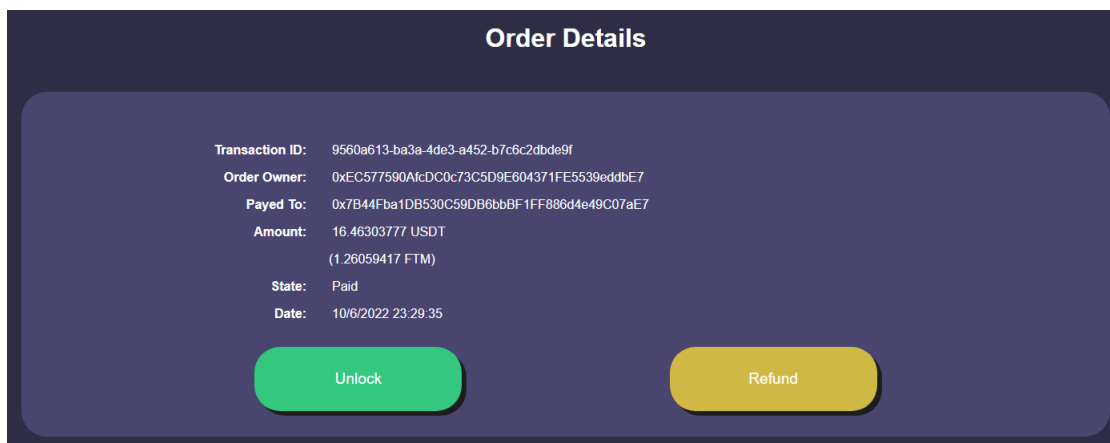 Order Details
Transaction ID: 9560a613-ba3a-4de3-a452-b7c6c2dbde9f
Order Owner: 0xEC577590AfcDC0c73C5D9E604371FE5539eddbE7
Payed To: 0x7B44Fba1DB530C59DB6bbBF1FF886d4e49C07aE7
Amount: 16.46303777 USDT
(1.26059417 FTM)
State: Paid
Date: 10/6/2022 23:29:35
Unlock Refund